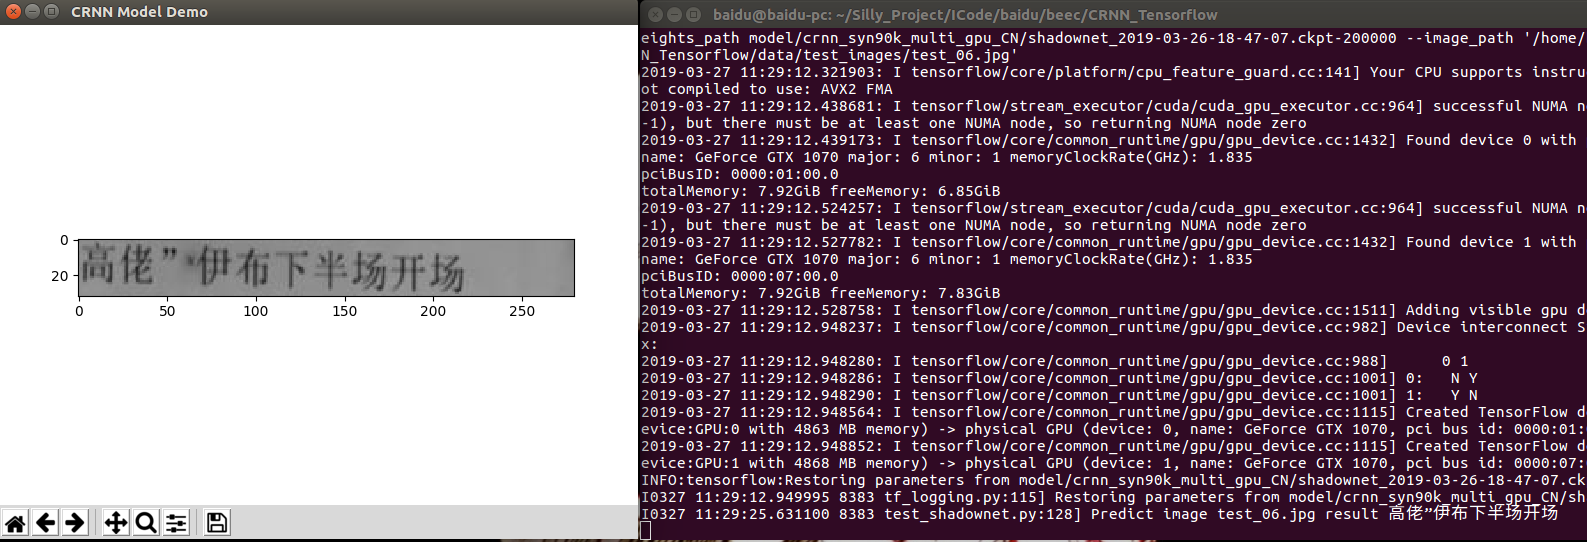 CRNN Model Demo
0
20
高佬”伊布下半场开场
0 50 100 150 200 250
baidu@baidu-pc: ~/Silly_Project/ICode/baidu/beec/CRNN_Tensorflow
eights_path model/crnn_syn90k_multi_gpu_CN/shadownet_2019-03-26-18-47-07.ckpt-200000 --image_path '/home/
N_Tensorflow/data/test_images/test_06.jpg'
2019-03-27 11:29:12.321903: I tensorflow/core/platform/cpu_feature_guard.cc:141] Your CPU supports instru
ot compiled to use: AVX2 FMA
2019-03-27 11:29:12.438681: I tensorflow/stream_executor/cuda/cuda_gpu_executor.cc:964] successful NUMA n
-1), but there must be at least one NUMA node, so returning NUMA node zero
2019-03-27 11:29:12.439173: I tensorflow/core/common_runtime/gpu/gpu_device.cc:1432] Found device 0 with
name: GeForce GTX 1070 major: 6 minor: 1 memoryClockRate(GHz): 1.835
pciBusID: 0000:01:00.0
totalMemory: 7.92GiB freeMemory: 6.85GiB
2019-03-27 11:29:12.524257: I tensorflow/stream_executor/cuda/cuda_gpu_executor.cc:964] successful NUMA n
-1), but there must be at least one NUMA node, so returning NUMA node zero
2019-03-27 11:29:12.527782: I tensorflow/core/common_runtime/gpu/gpu_device.cc:1432] Found device 1 with
name: GeForce GTX 1070 major: 6 minor: 1 memoryClockRate(GHz): 1.835
pciBusID: 0000:07:00.0
totalMemory: 7.92GiB freeMemory: 7.83GiB
2019-03-27 11:29:12.528758: I tensorflow/core/common_runtime/gpu/gpu_device.cc:1511] Adding visible gpu d
2019-03-27 11:29:12.948237: I tensorflow/core/common_runtime/gpu/gpu_device.cc:982] Device interconnect S
x:
2019-03-27 11:29:12.948280: I tensorflow/core/common_runtime/gpu/gpu_device.cc:988]      0 1
2019-03-27 11:29:12.948286: I tensorflow/core/common_runtime/gpu/gpu_device.cc:1001] 0:   N Y
2019-03-27 11:29:12.948290: I tensorflow/core/common_runtime/gpu/gpu_device.cc:1001] 1:   Y N
2019-03-27 11:29:12.948564: I tensorflow/core/common_runtime/gpu/gpu_device.cc:1115] Created TensorFlow d
evice:GPU:0 with 4863 MB memory) -> physical GPU (device: 0, name: GeForce GTX 1070, pci bus id: 0000:01:
2019-03-27 11:29:12.948852: I tensorflow/core/common_runtime/gpu/gpu_device.cc:1115] Created TensorFlow d
evice:GPU:1 with 4868 MB memory) -> physical GPU (device: 1, name: GeForce GTX 1070, pci bus id: 0000:07:
INFO:tensorflow:Restoring parameters from model/crnn_syn90k_multi_gpu_CN/shadownet_2019-03-26-18-47-07.ck
I0327 11:29:12.949995 8383 tf_logging.py:115] Restoring parameters from model/crnn_syn90k_multi_gpu_CN/sh
I0327 11:29:25.631100 8383 test_shadownet.py:128] Predict image test_06.jpg result 高佬”伊布下半场开场